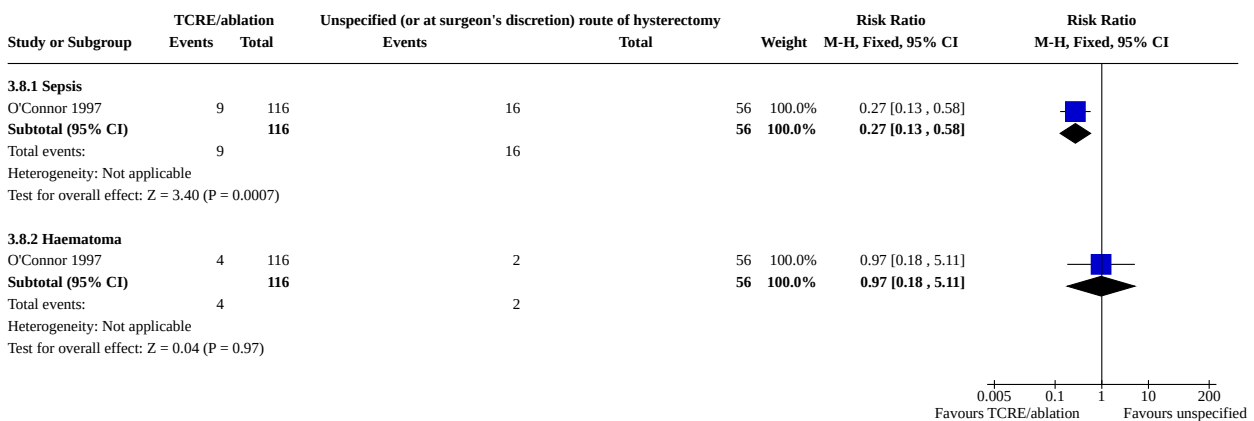 TCRE/ablation Unspecified (or at surgeon's discretion) route of hysterectomy Risk Ratio Risk Ratio
Study or Subgroup Events Total Events Total Weight M-H, Fixed, 95% CI M-H, Fixed, 95% CI
3.8.1 Sepsis
O'Connor 1997 9 116 16 56 100.0% 0.27 [0.13 , 0.58]
Subtotal (95% CI) 116 56 100.0% 0.27 [0.13 , 0.58]
Total events: 9 16
Heterogeneity: Not applicable
Test for overall effect: Z = 3.40 (P = 0.0007)
3.8.2 Haematoma
O'Connor 1997 4 116 2 56 100.0% 0.97 [0.18 , 5.11]
Subtotal (95% CI) 116 56 100.0% 0.97 [0.18 , 5.11]
Total events: 4 2
Heterogeneity: Not applicable
Test for overall effect: Z = 0.04 (P = 0.97)
0.005 0.1 1 10 200
Favours TCRE/ablation Favours unspecified